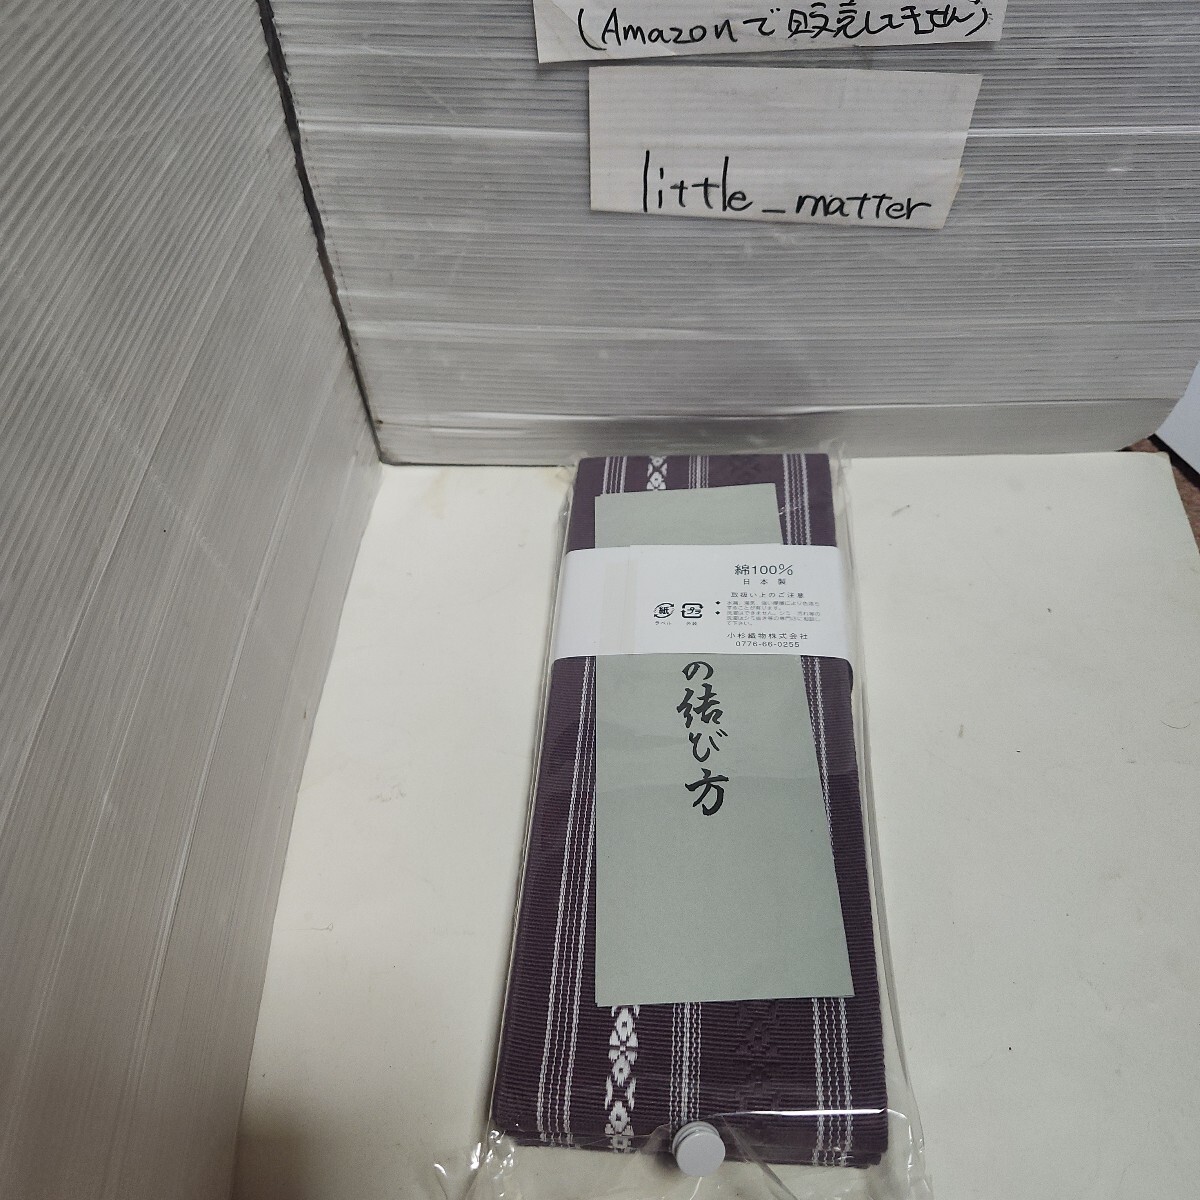 (Amazonで販売してません)
little_matter
綿100%
日本製
取扱い上のご注意
紙
ラベル
プラ
外装
小杉織物株式会社
0776-66-0255
の結び方